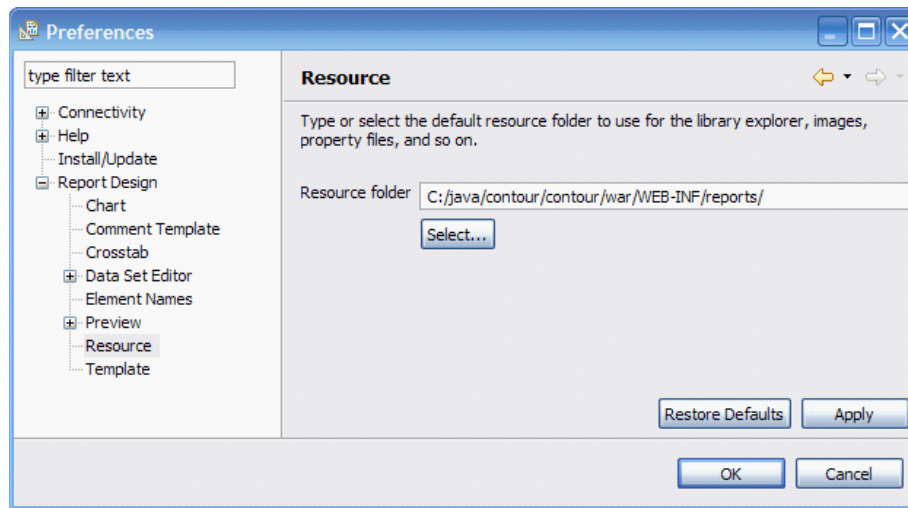 Preferences
type filter text
Connectivity
Help
Install/Update
Report Design
Chart
Comment Template
Crosstab
Data Set Editor
Element Names
Preview
Resource
Template
Resource
Type or select the default resource folder to use for the library explorer, images,
property files, and so on.
Resource folder C:/java/contour/contour/war/WEB-INF/reports/
Select...
Restore Defaults Apply
OK Cancel